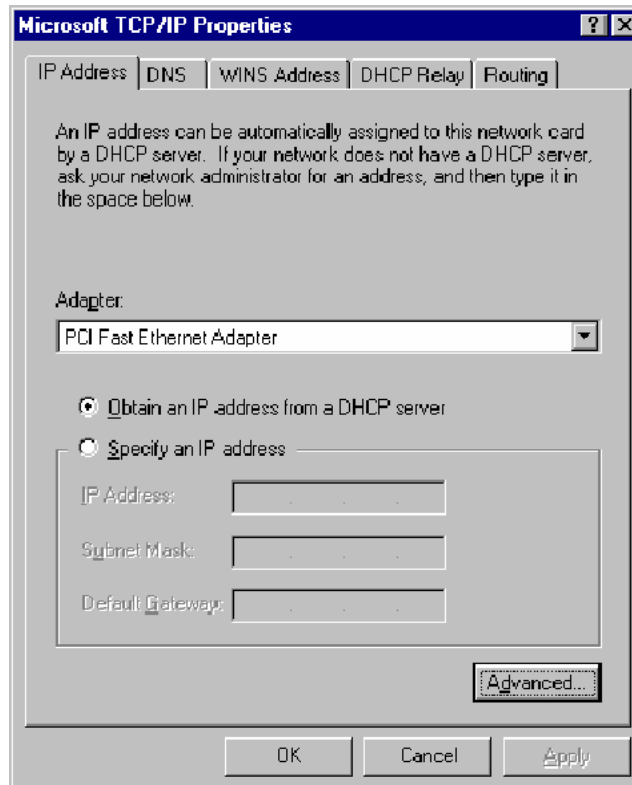 Microsoft TCP/IP Properties
IP Address DNS WINS Address DHCP Relay Routing
An IP address can be automatically assigned to this network card
by a DHCP server. If your network does not have a DHCP server,
ask your network administrator for an address, and then type it in
the space below.
Adapter:
PCI Fast Ethernet Adapter
Obtain an IP address from a DHCP server
Specify an IP address
IP Address:
Subnet Mask:
Default Gateway:
Advanced...
OK Cancel Apply